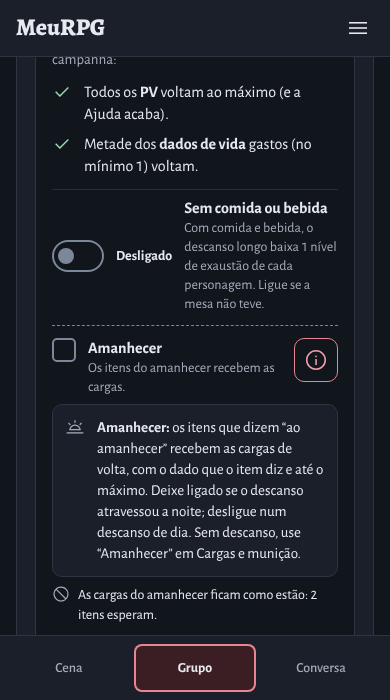 MeuRPG
campanha:
Todos os PV voltam ao máximo (e a
Ajuda acaba).
Metade dos dados de vida gastos (no
mínimo 1) voltam.
Desligado
Sem comida ou bebida
Com comida e bebida, o
descanso longo baixa 1 nível
de exaustão de cada
personagem. Ligue se a
mesa não teve.
Amanhecer
Os itens do amanhecer recebem as
cargas.
Amanhecer: os itens que dizem “ao
amanhecer” recebem as cargas de
volta, com o dado que o item diz e até o
máximo. Deixe ligado se o descanso
atravessou a noite; desligue num
descanso de dia. Sem descanso, use
“Amanhecer” em Cargas e munição.
As cargas do amanhecer ficam como estão: 2
itens esperam.
Cena
Grupo
Conversa